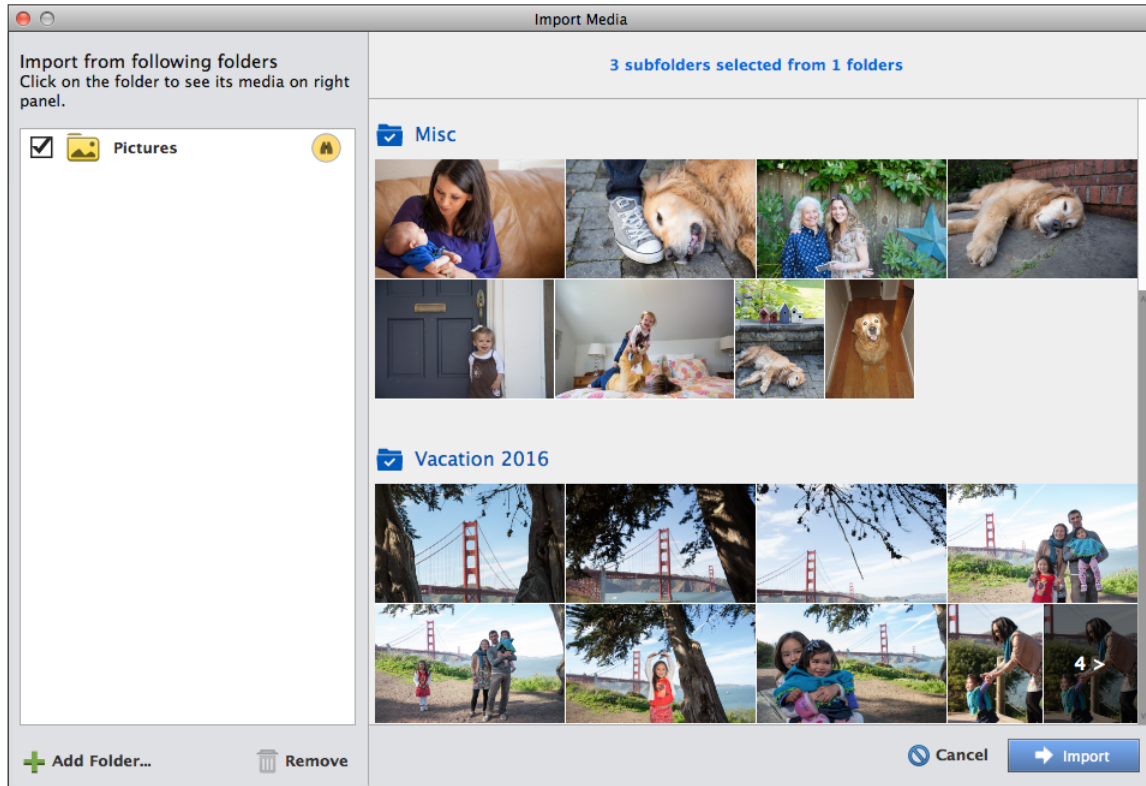 Import Media
Import from following folders
Click on the folder to see its media on right
panel.
Pictures
Add Folder...
Remove
3 subfolders selected from 1 folders
Misc
Vacation 2016
4 >
Cancel
Import